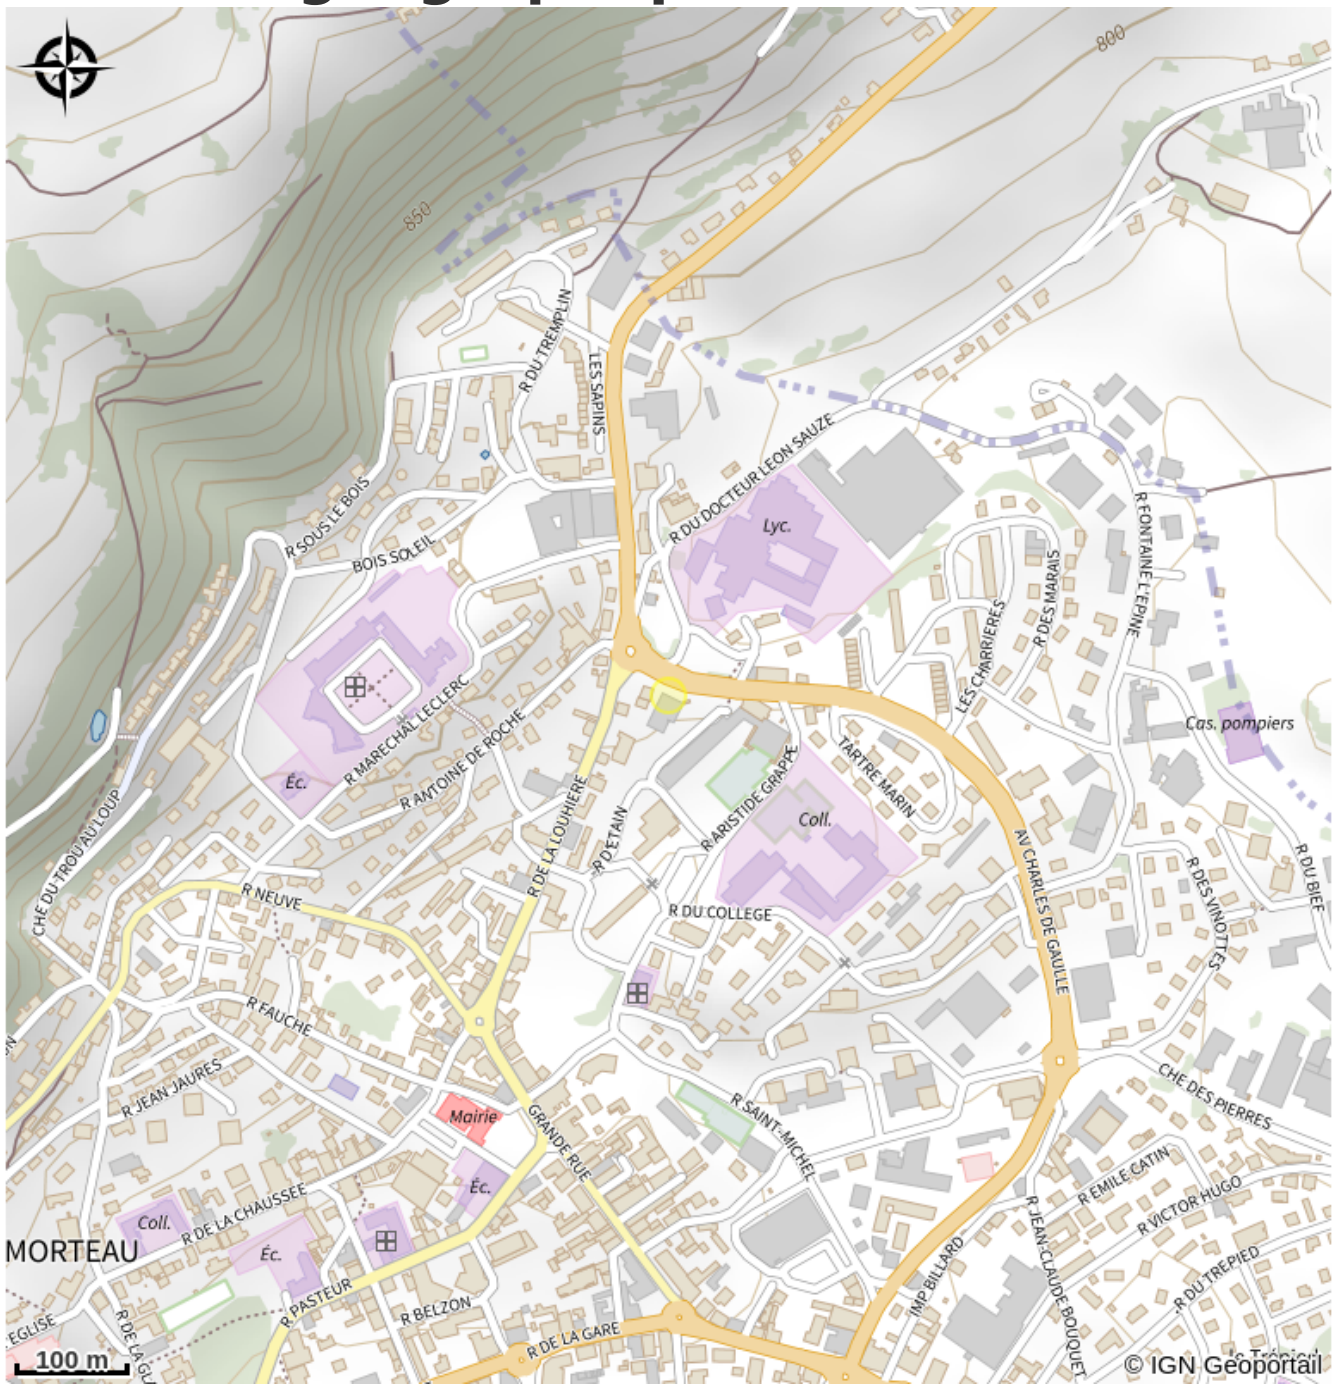 800
850
R DU TREMPLIN
LES SAPINS
R DU DOCTEUR LEON SAUZE
R SOUS LE BOIS
BOIS SOLEIL
Lyc.
R FONTAINE L'EPINE
R DES MARAIS
LES CHARRIERES
R MARECHAL LECLERC
R ANTOINE DE ROCHE
Éc.
Cas. pompiers
TARTRE MARIN
R ARISTIDE GRAPPE
Coll.
R DE LA LOUHIERE
R DETAIN
CHE DU TROU AU LOUP
R NEUVE
R DU COLLEGE
AV CHARLES DE GAULLE
R DES VINOTTES
R DU BIEF
R FAUCHE
R JEAN JAURES
Mairie
GRANDE RUE
R SAINT-MICHEL
CHE DES PIERRES
Éc.
R EMILE CATIN
R VICTOR HUGO
R DU TREPIED
R JEAN-CLAUDE BOUQUET
IMP BILLARD
Coll.
R DE LA CHAUSSEE
Éc.
MORTEAU
R PASTEUR
R BELZON
R DE LA GARE
EGLISE
R DE LA GL
100 m
© IGN Geoportail